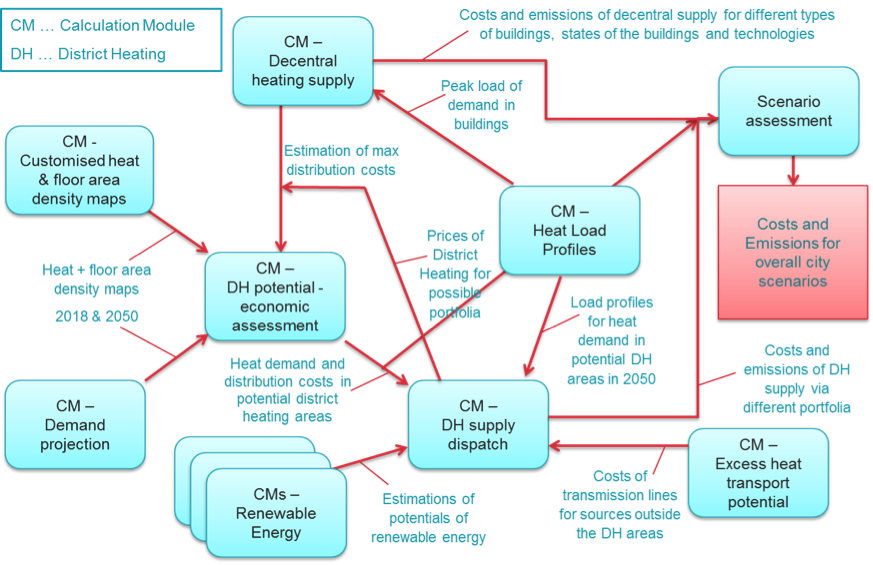 CM … Calculation Module
DH … District Heating
CM –
Decentral
heating supply
Costs and emissions of decentral supply for different types
of buildings, states of the buildings and technologies
Peak load of
demand in
buildings
Scenario
assessment
CM -
Customised heat
& floor area
density maps
Estimation of max
distribution costs
CM –
Heat Load
Profiles
Costs and
Emissions for
overall city
scenarios
Prices of
District
Heating for
possible
portfolia
Heat + floor area
density maps
2018 & 2050
CM –
DH potential -
economic
assessment
Load profiles
for heat
demand in
potential DH
areas in 2050
Heat demand and
distribution costs in
potential district
heating areas
Costs and
emissions of DH
supply via
different portfolia
CM –
Demand
projection
CM –
DH supply
dispatch
CM –
Excess heat
transport
potential
CMs –
Renewable
Energy
Estimations of
potentials of
renewable energy
Costs of
transmission lines
for sources outside
the DH areas